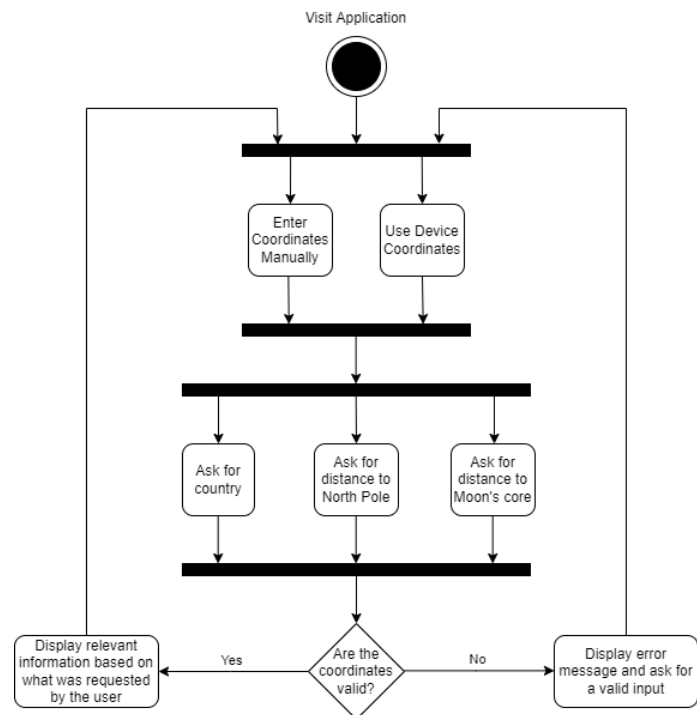 Visit Application
Enter
Coordinates
Manually
Use Device
Coordinates
Ask for
country
Ask for
distance to
North Pole
Ask for
distance to
Moon's core
Display relevant
information based on
what was requested
by the user
Yes
Are the
coordinates
valid?
No
Display error
message and ask for
a valid input